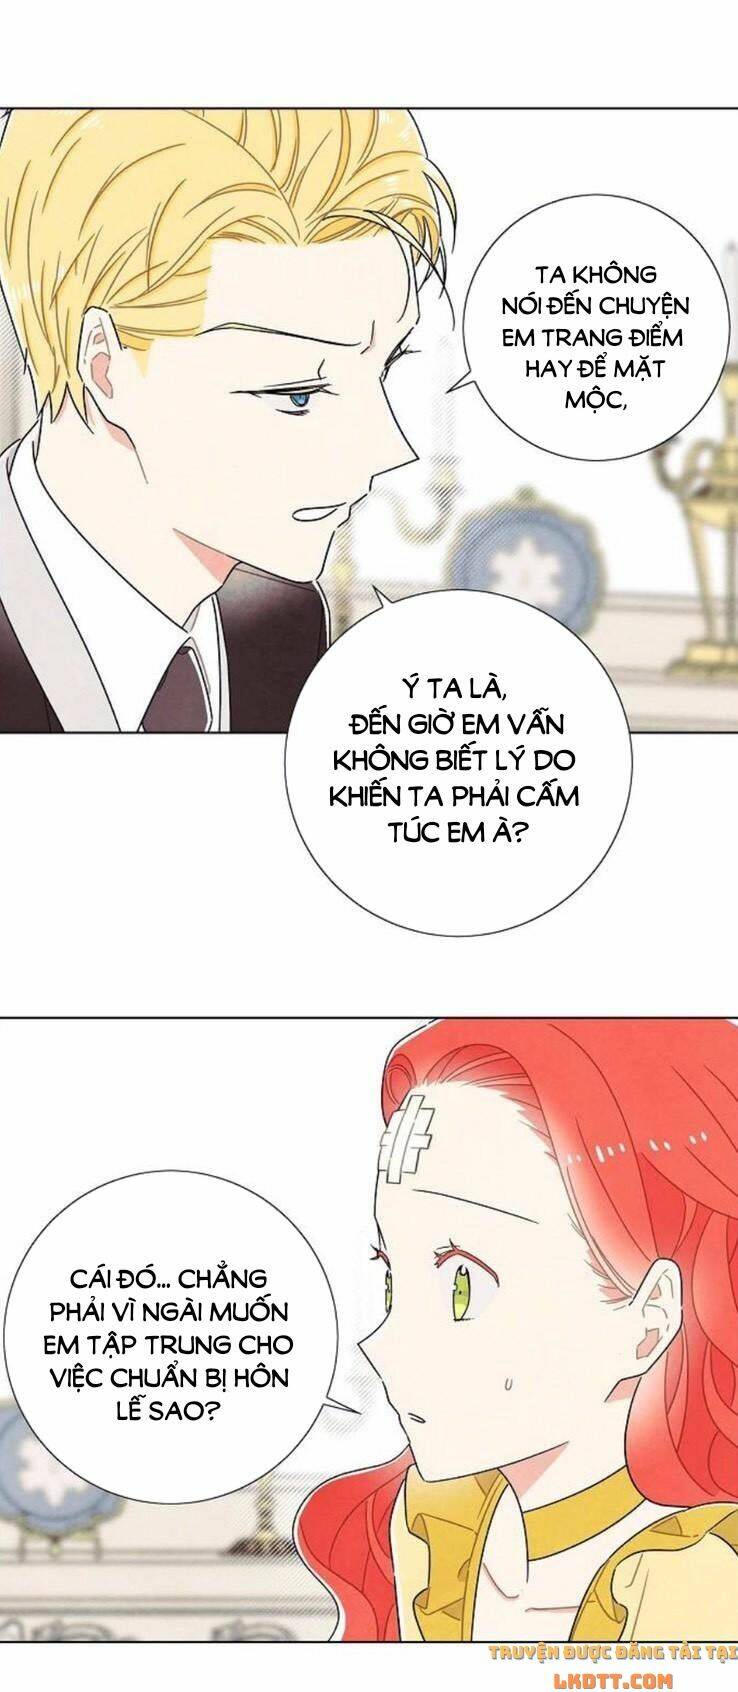 TA KHÔNG
NÓI ĐẾN CHUYỆN
EM TRANG ĐIỂM
HAY ĐỂ MẶT
MỘC,
Ý TA LÀ,
ĐẾN GIỜ EM VẪN
KHÔNG BIẾT LÝ DO
KHIẾN TA PHẢI CẤM
TÚC EM À?
CÁI ĐÓ... CHẲNG
PHẢI VÌ NGÀI MUỐN
EM TẬP TRUNG CHO
VIỆC CHUẨN BỊ HÔN
LỄ SAO?
TRUYỆN ĐƯỢC ĐĂNG TẢI TẠI
LKDTT.COM